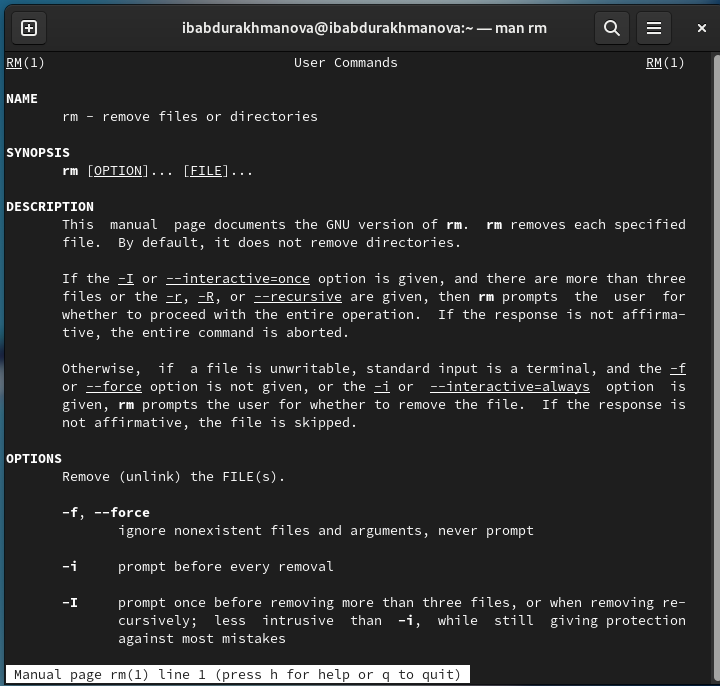 ibabdurakhmanova@ibabdurakhmanova:~ — man rm
RM(1) User Commands RM(1)
NAME
rm - remove files or directories
SYNOPSIS
rm [OPTION]... [FILE]...
DESCRIPTION
This manual page documents the GNU version of rm. rm removes each specified
file. By default, it does not remove directories.
If the -I or --interactive=once option is given, and there are more than three
files or the -r, -R, or --recursive are given, then rm prompts the user for
whether to proceed with the entire operation. If the response is not affirma-
tive, the entire command is aborted.
Otherwise, if a file is unwritable, standard input is a terminal, and the -f
or --force option is not given, or the -i or --interactive=always option is
given, rm prompts the user for whether to remove the file. If the response is
not affirmative, the file is skipped.
OPTIONS
Remove (unlink) the FILE(s).
-f, --force
ignore nonexistent files and arguments, never prompt
-i prompt before every removal
-I prompt once before removing more than three files, or when removing re-
cursively; less intrusive than -i, while still giving protection
against most mistakes
Manual page rm(1) line 1 (press h for help or q to quit)